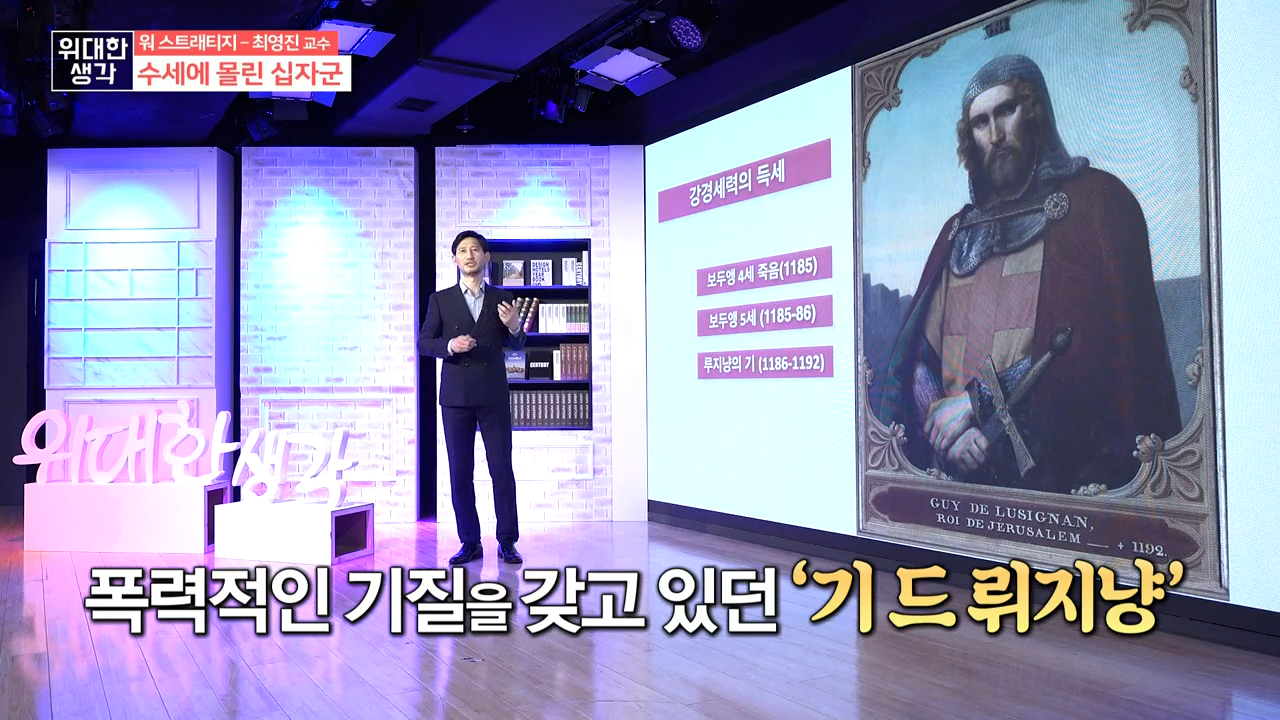 위대한
생각
워 스트래티지 – 최영진 교수
수세에 몰린 십자군
강경세력의 득세
보두앵 4세 죽음(1185)
보두앵 5세 (1185-86)
루지냥의 기 (1186-1192)
GUY DE LUSIGNAN,
ROI DE JÉRUSALEM — + 1192.
CENTURY
위대한생각
폭력적인 기질을 갖고 있던 ‘기 드 뤼지냥’